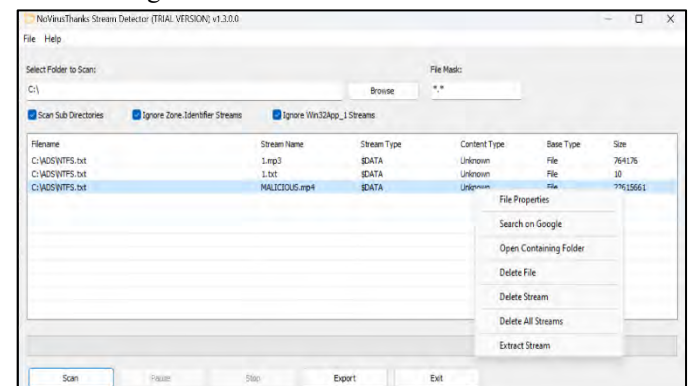 NoVirusThanks Stream Detector (TRIAL VERSION) v1.3.0.0
File Help
Select Folder to Scan: File Mask:
C:\ Browse *.*
Scan Sub Directories Ignore Zone.Identifier Streams Ignore Win32App_1 Streams
Filename Stream Name Stream Type Content Type Base Type Size
C:\ADS\NTFS.txt 1.mp3 $DATA Unknown File 764176
C:\ADS\NTFS.txt 1.txt $DATA Unknown File 10
C:\ADS\NTFS.txt MALICIOUS.mp4 $DATA Unknown File
File Properties
Search on Google
Open Containing Folder
Delete File
Delete Stream
Delete All Streams
Extract Stream
Scan Pause Stop Export Exit